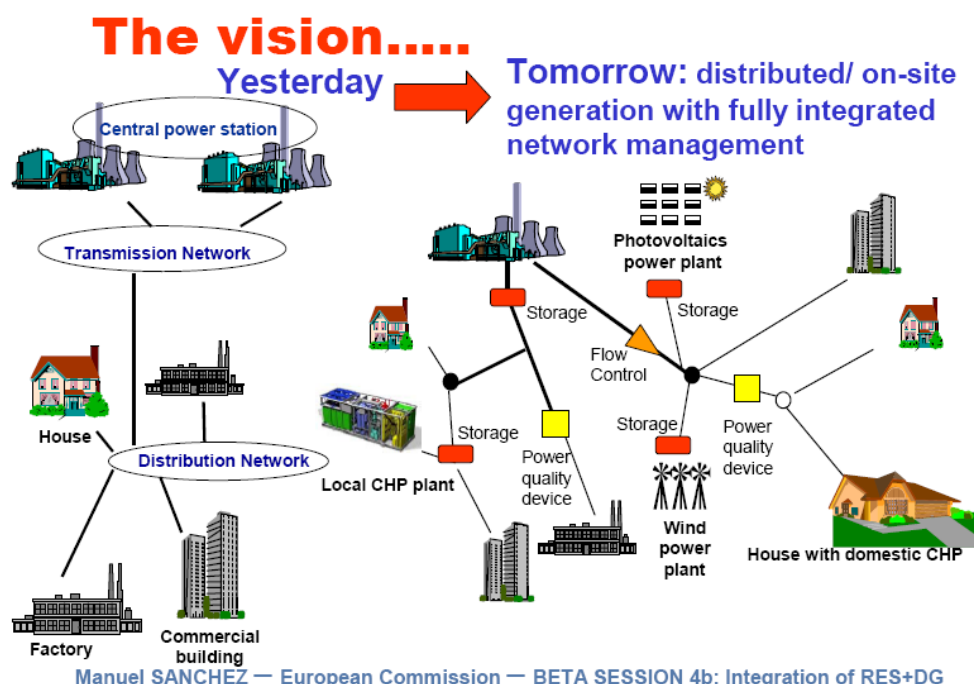 The vision.....
Yesterday
Tomorrow: distributed/ on-site
generation with fully integrated
network management
Central power station
Transmission Network
House
Distribution Network
Factory
Commercial
building
Photovoltaics
power plant
Storage
Storage
Flow
Control
Storage
Storage
Local CHP plant
Power
quality
device
Power
quality
device
Wind
power
plant
House with domestic CHP
Manuel SANCHEZ — European Commission — BETA SESSION 4b: Integration of RES+DG